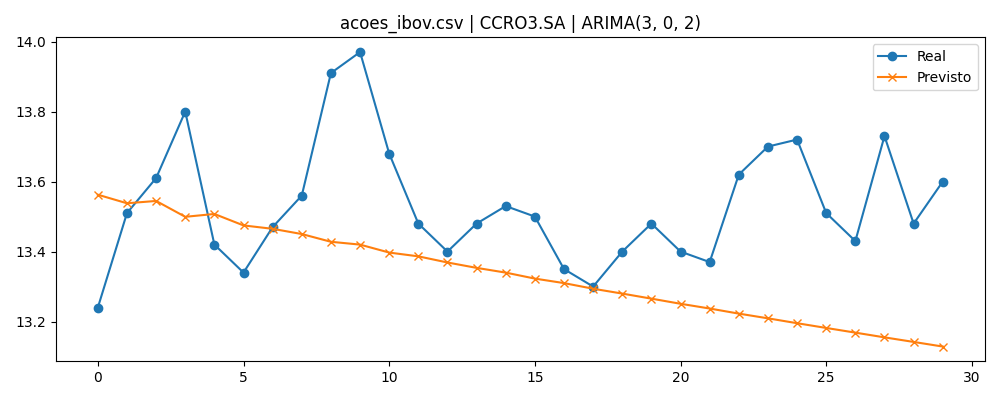 acoes_ibov.csv | CCRO3.SA | ARIMA(3, 0, 2)
Real
Previsto
14.0
13.8
13.6
13.4
13.2
0 5 10 15 20 25 30